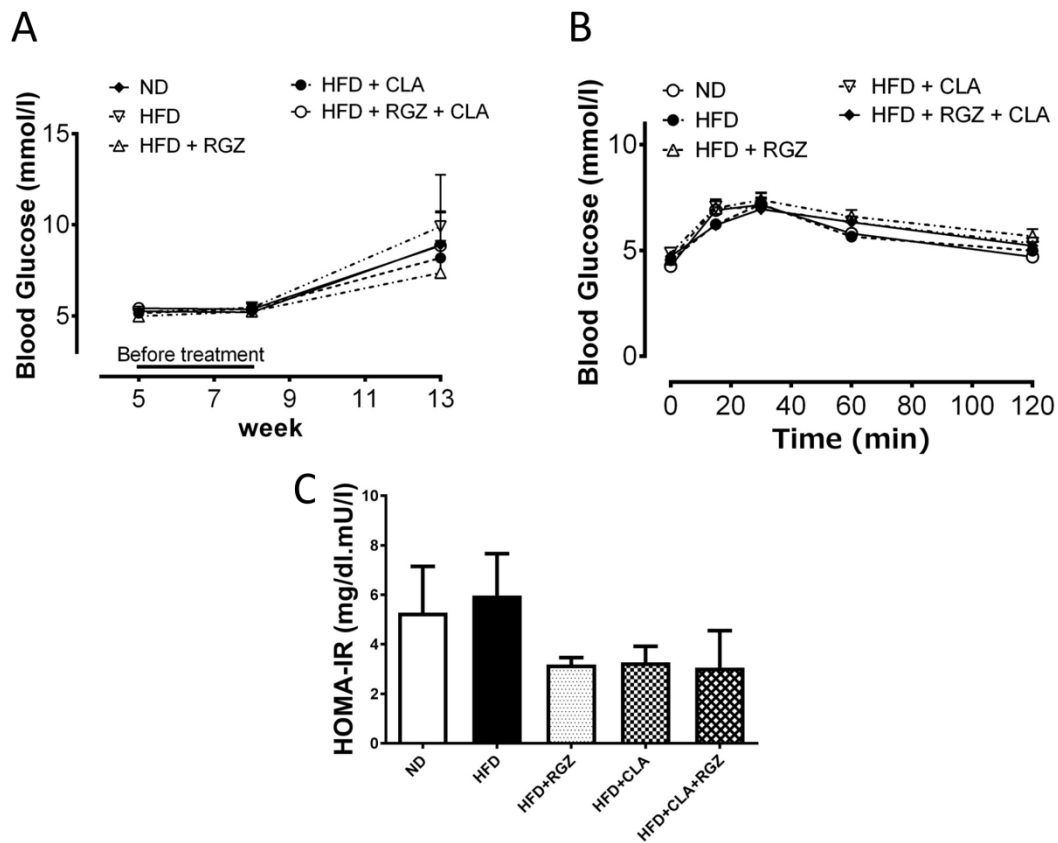 A
ND
HFD
HFD + RGZ
HFD + CLA
HFD + RGZ + CLA
Blood Glucose (mmol/l)
15
10
5
Before treatment
5 7 9 11 13
week
B
ND
HFD
HFD + RGZ
HFD + CLA
HFD + RGZ + CLA
Blood Glucose (mmol/l)
10
5
0
0 20 40 60 80 100 120
Time (min)
C
HOMA-IR (mg/dl.mU/l)
10
8
6
4
2
0
ND
HFD
HFD+RGZ
HFD+CLA
HFD+CLA+RGZ